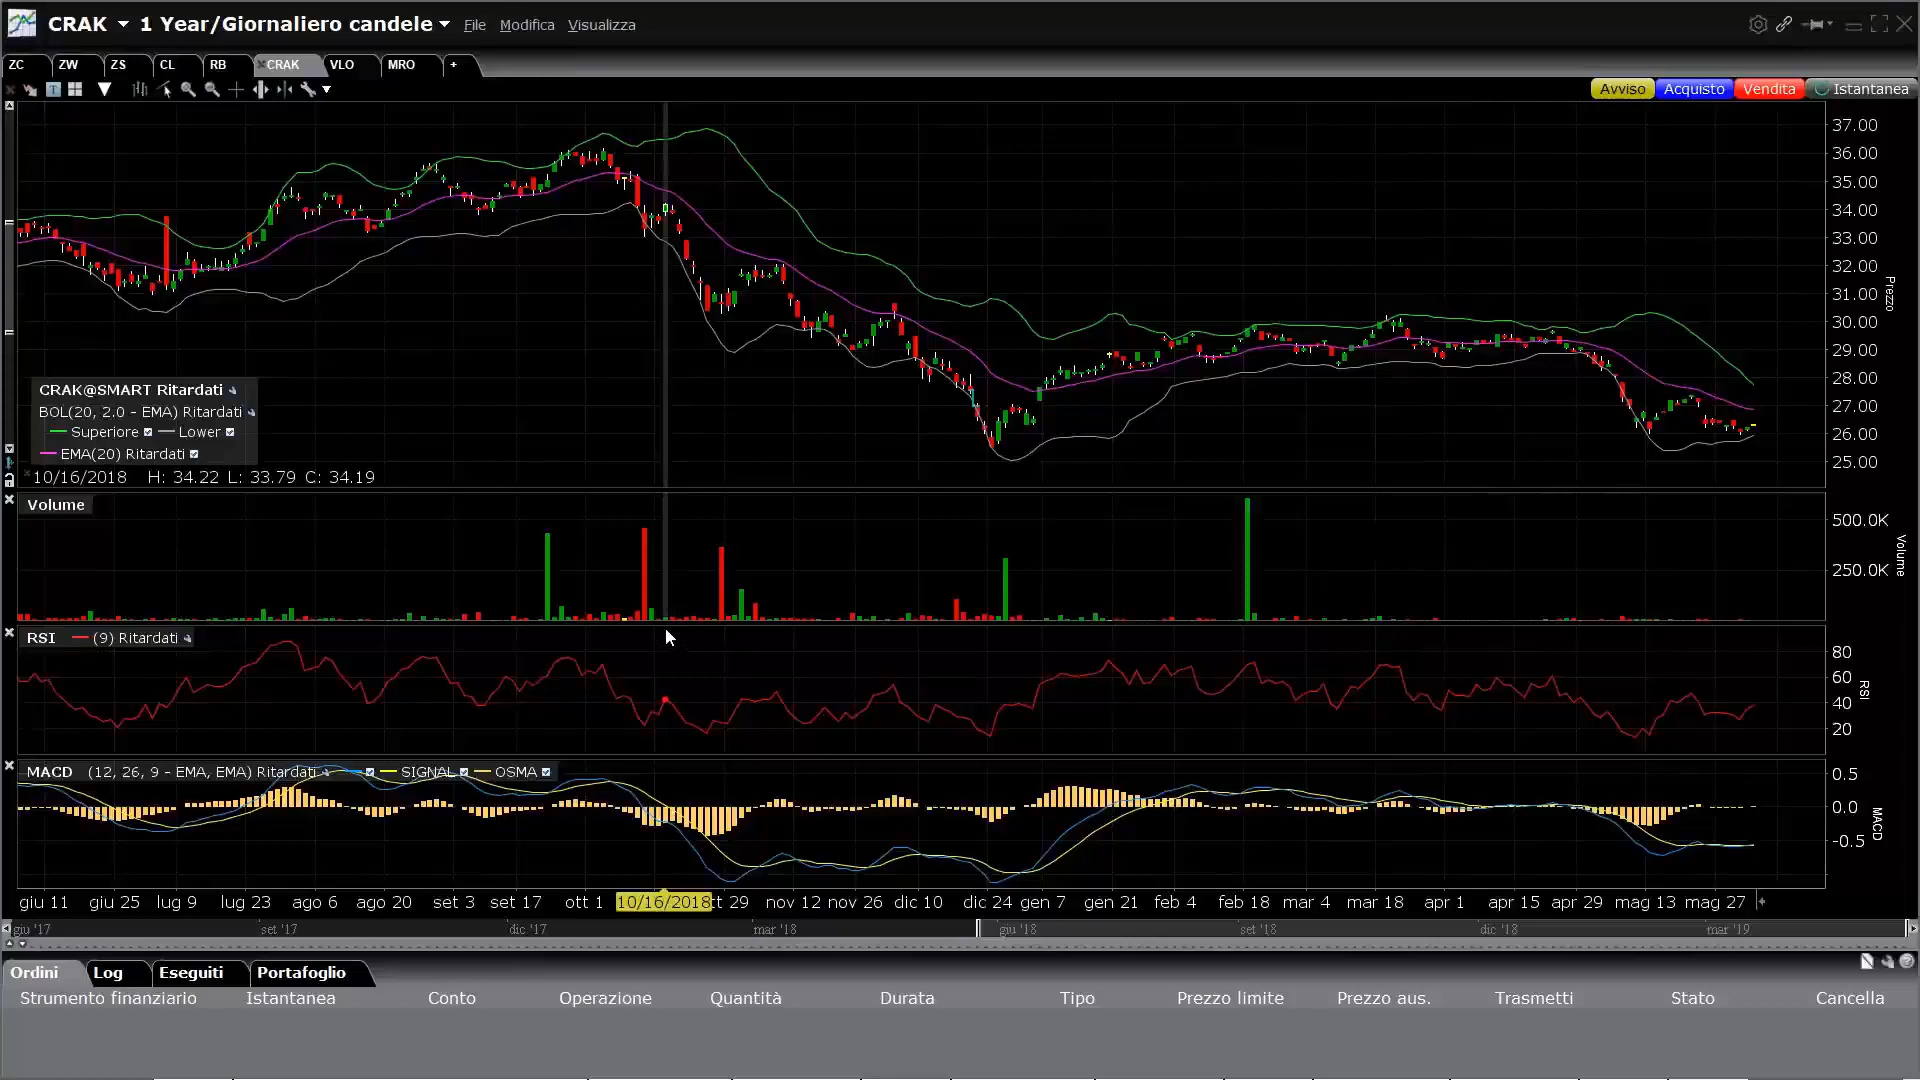 CRAK 1 Year/Giornaliero candele File Modifica Visualizza
ZC ZW ZS CL RB CRAK VLO MRO +
Avviso Acquisto Vendita Istantanea
37.00
36.00
35.00
34.00
33.00
32.00
31.00
30.00
29.00
28.00
27.00
26.00
25.00
Prezzo
CRAK@SMART Ritardati
BOL(20, 2.0 - EMA) Ritardati
Superiore Lower
EMA(20) Ritardati
10/16/2018 H: 34.22 L: 33.79 C: 34.19
Volume
500.0K
250.0K
Volume
RSI (9) Ritardati
80
60
40
20
RSI
MACD (12, 26, 9 - EMA, EMA) Ritardati SIGNAL OSMA
0.5
0.0
-0.5
MACD
giu 11 giu 25 lug 9 lug 23 ago 6 ago 20 set 3 set 17 ott 1 10/16/2018 tt 29 nov 12 nov 26 dic 10 dic 24 gen 7 gen 21 feb 4 feb 18 mar 4 mar 18 apr 1 apr 15 apr 29 mag 13 mag 27
giu '17 set '17 dic '17 mar '18 giu '18 set '18 dic '18 mar '19
Ordini Log Eseguiti Portafoglio
Strumento finanziario Istantanea Conto Operazione Quantità Durata Tipo Prezzo limite Prezzo aus. Trasmetti Stato Cancella